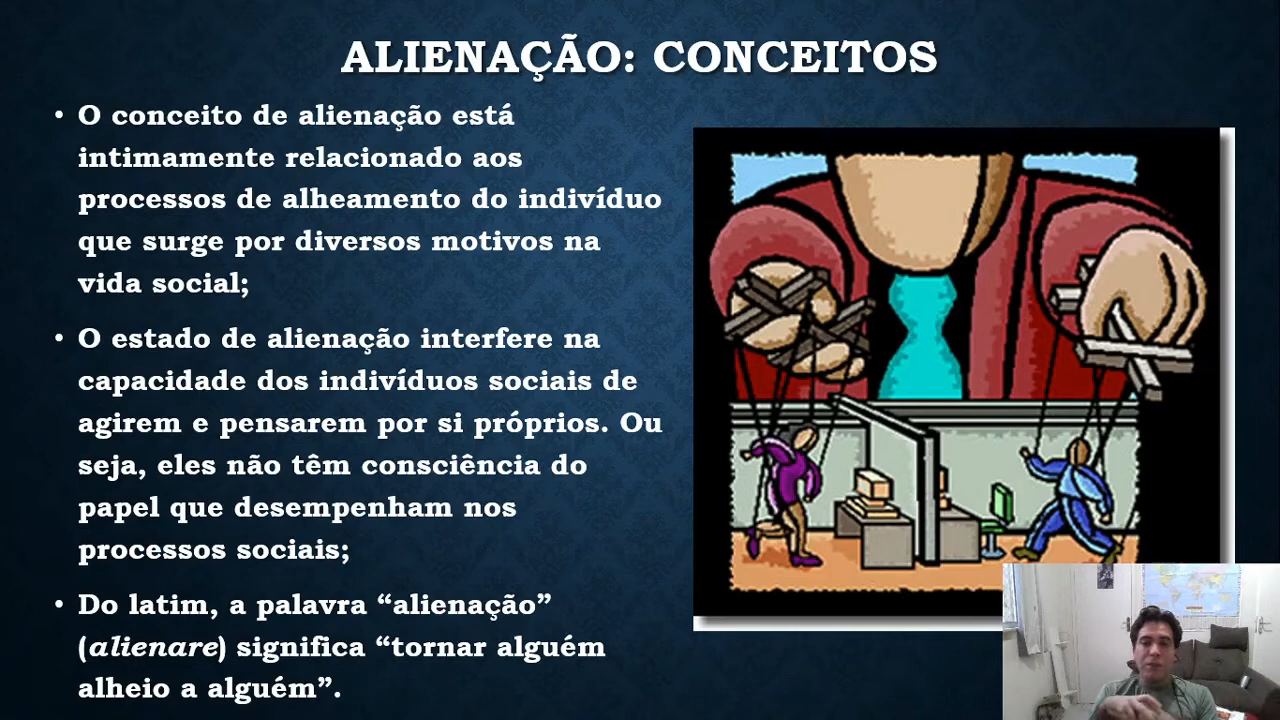 ALIENAÇÃO: CONCEITOS
• O conceito de alienação está
intimamente relacionado aos
processos de alheamento do indivíduo
que surge por diversos motivos na
vida social;
• O estado de alienação interfere na
capacidade dos indivíduos sociais de
agirem e pensarem por si próprios. Ou
seja, eles não têm consciência do
papel que desempenham nos
processos sociais;
• Do latim, a palavra “alienação”
(alienare) significa “tornar alguém
alheio a alguém”.